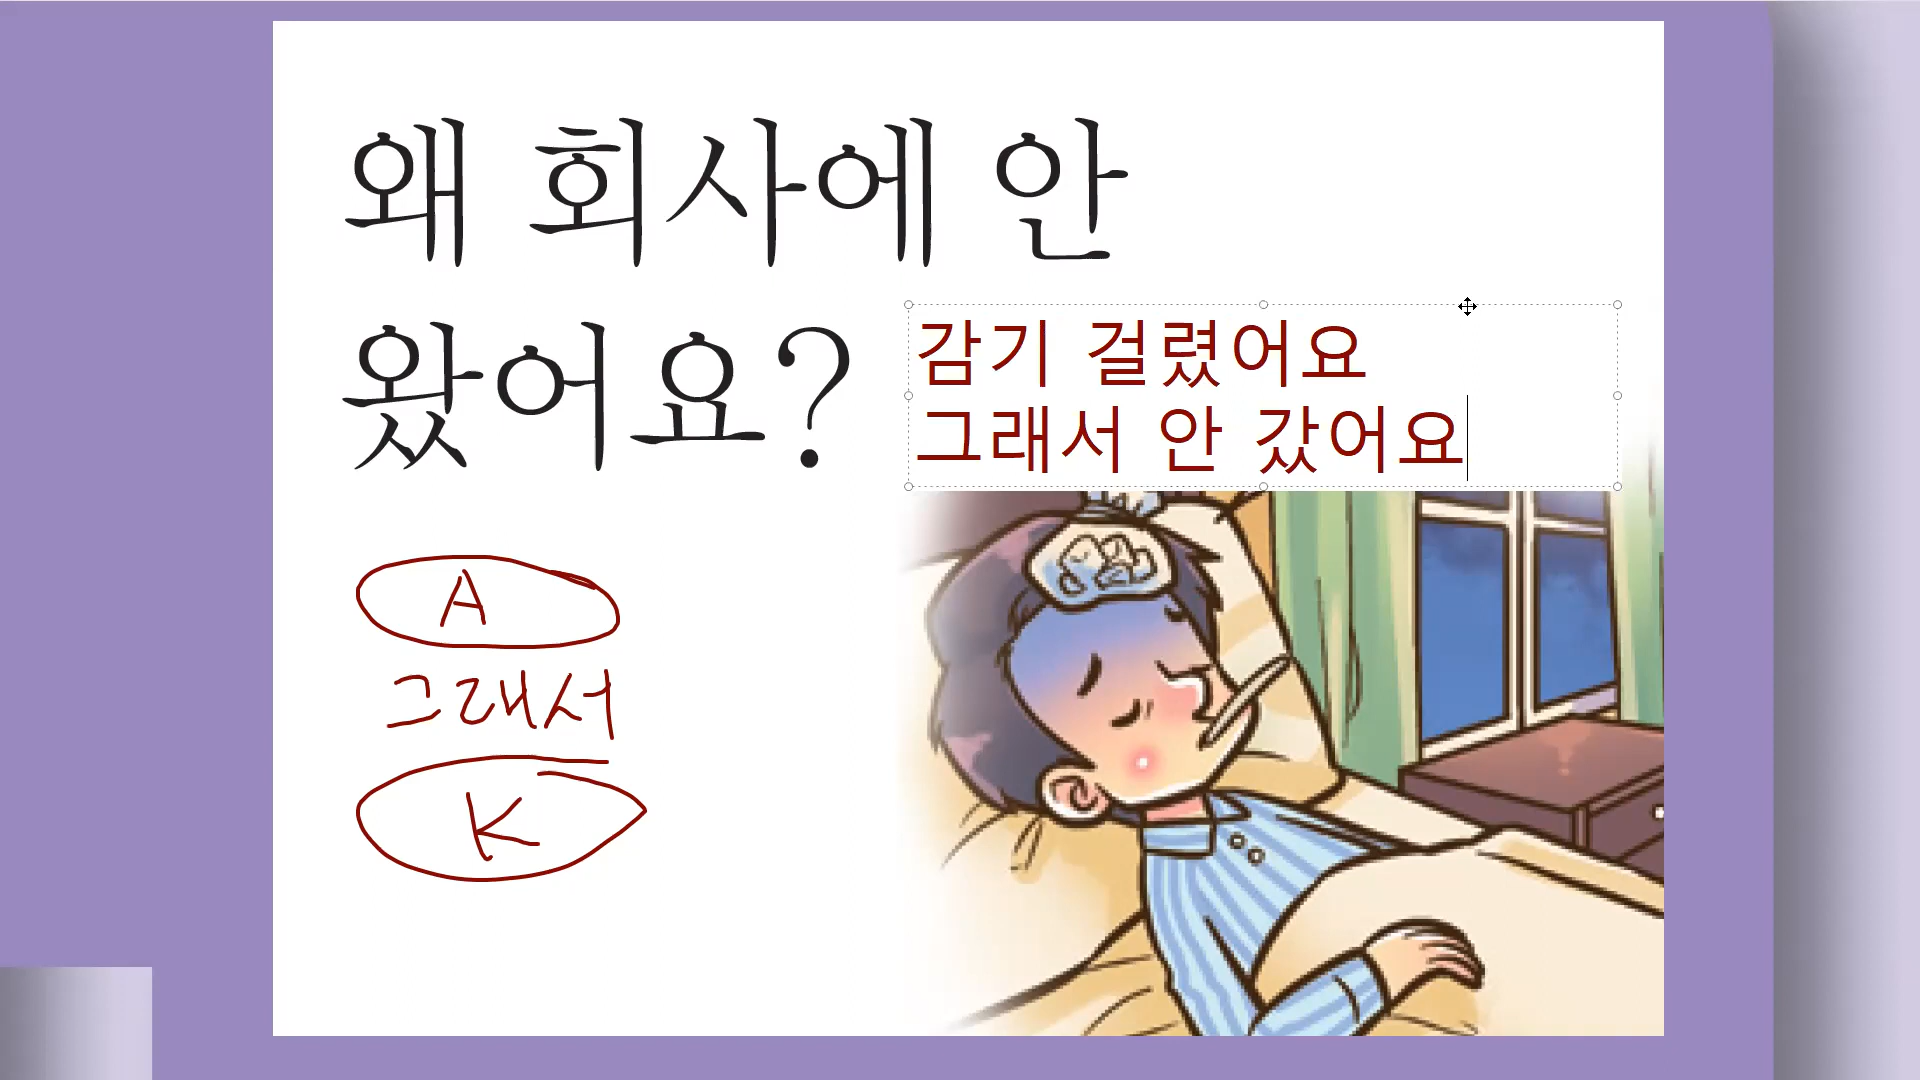 왜 회사에 안
왔어요?
감기 걸렸어요
그래서 안 갔어요
A
그래서
K